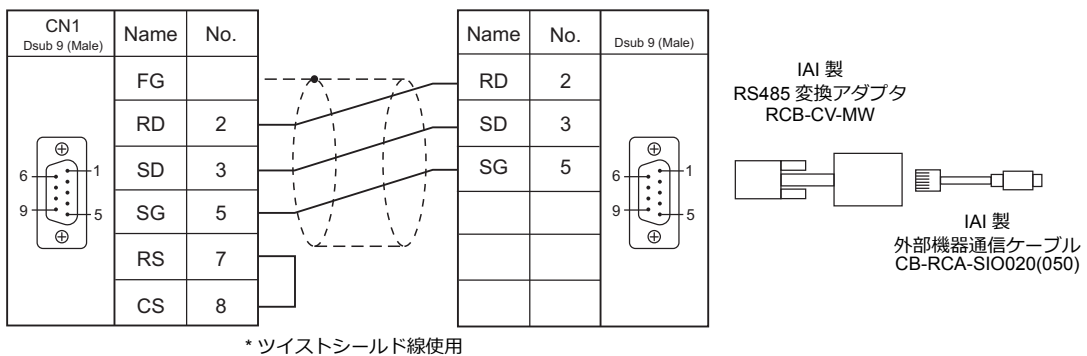 CN1
Dsub 9 (Male)
Name
No.
FG
RD
2
SD
3
SG
5
RS
7
CS
8
6
1
9
5
Name
No.
Dsub 9 (Male)
RD
2
SD
3
SG
5
6
1
9
5
* ツイストシールド線使用
IAI 製
RS485 変換アダプタ
RCB-CV-MW
IAI 製
外部機器通信ケーブル
CB-RCA-SIO020(050)